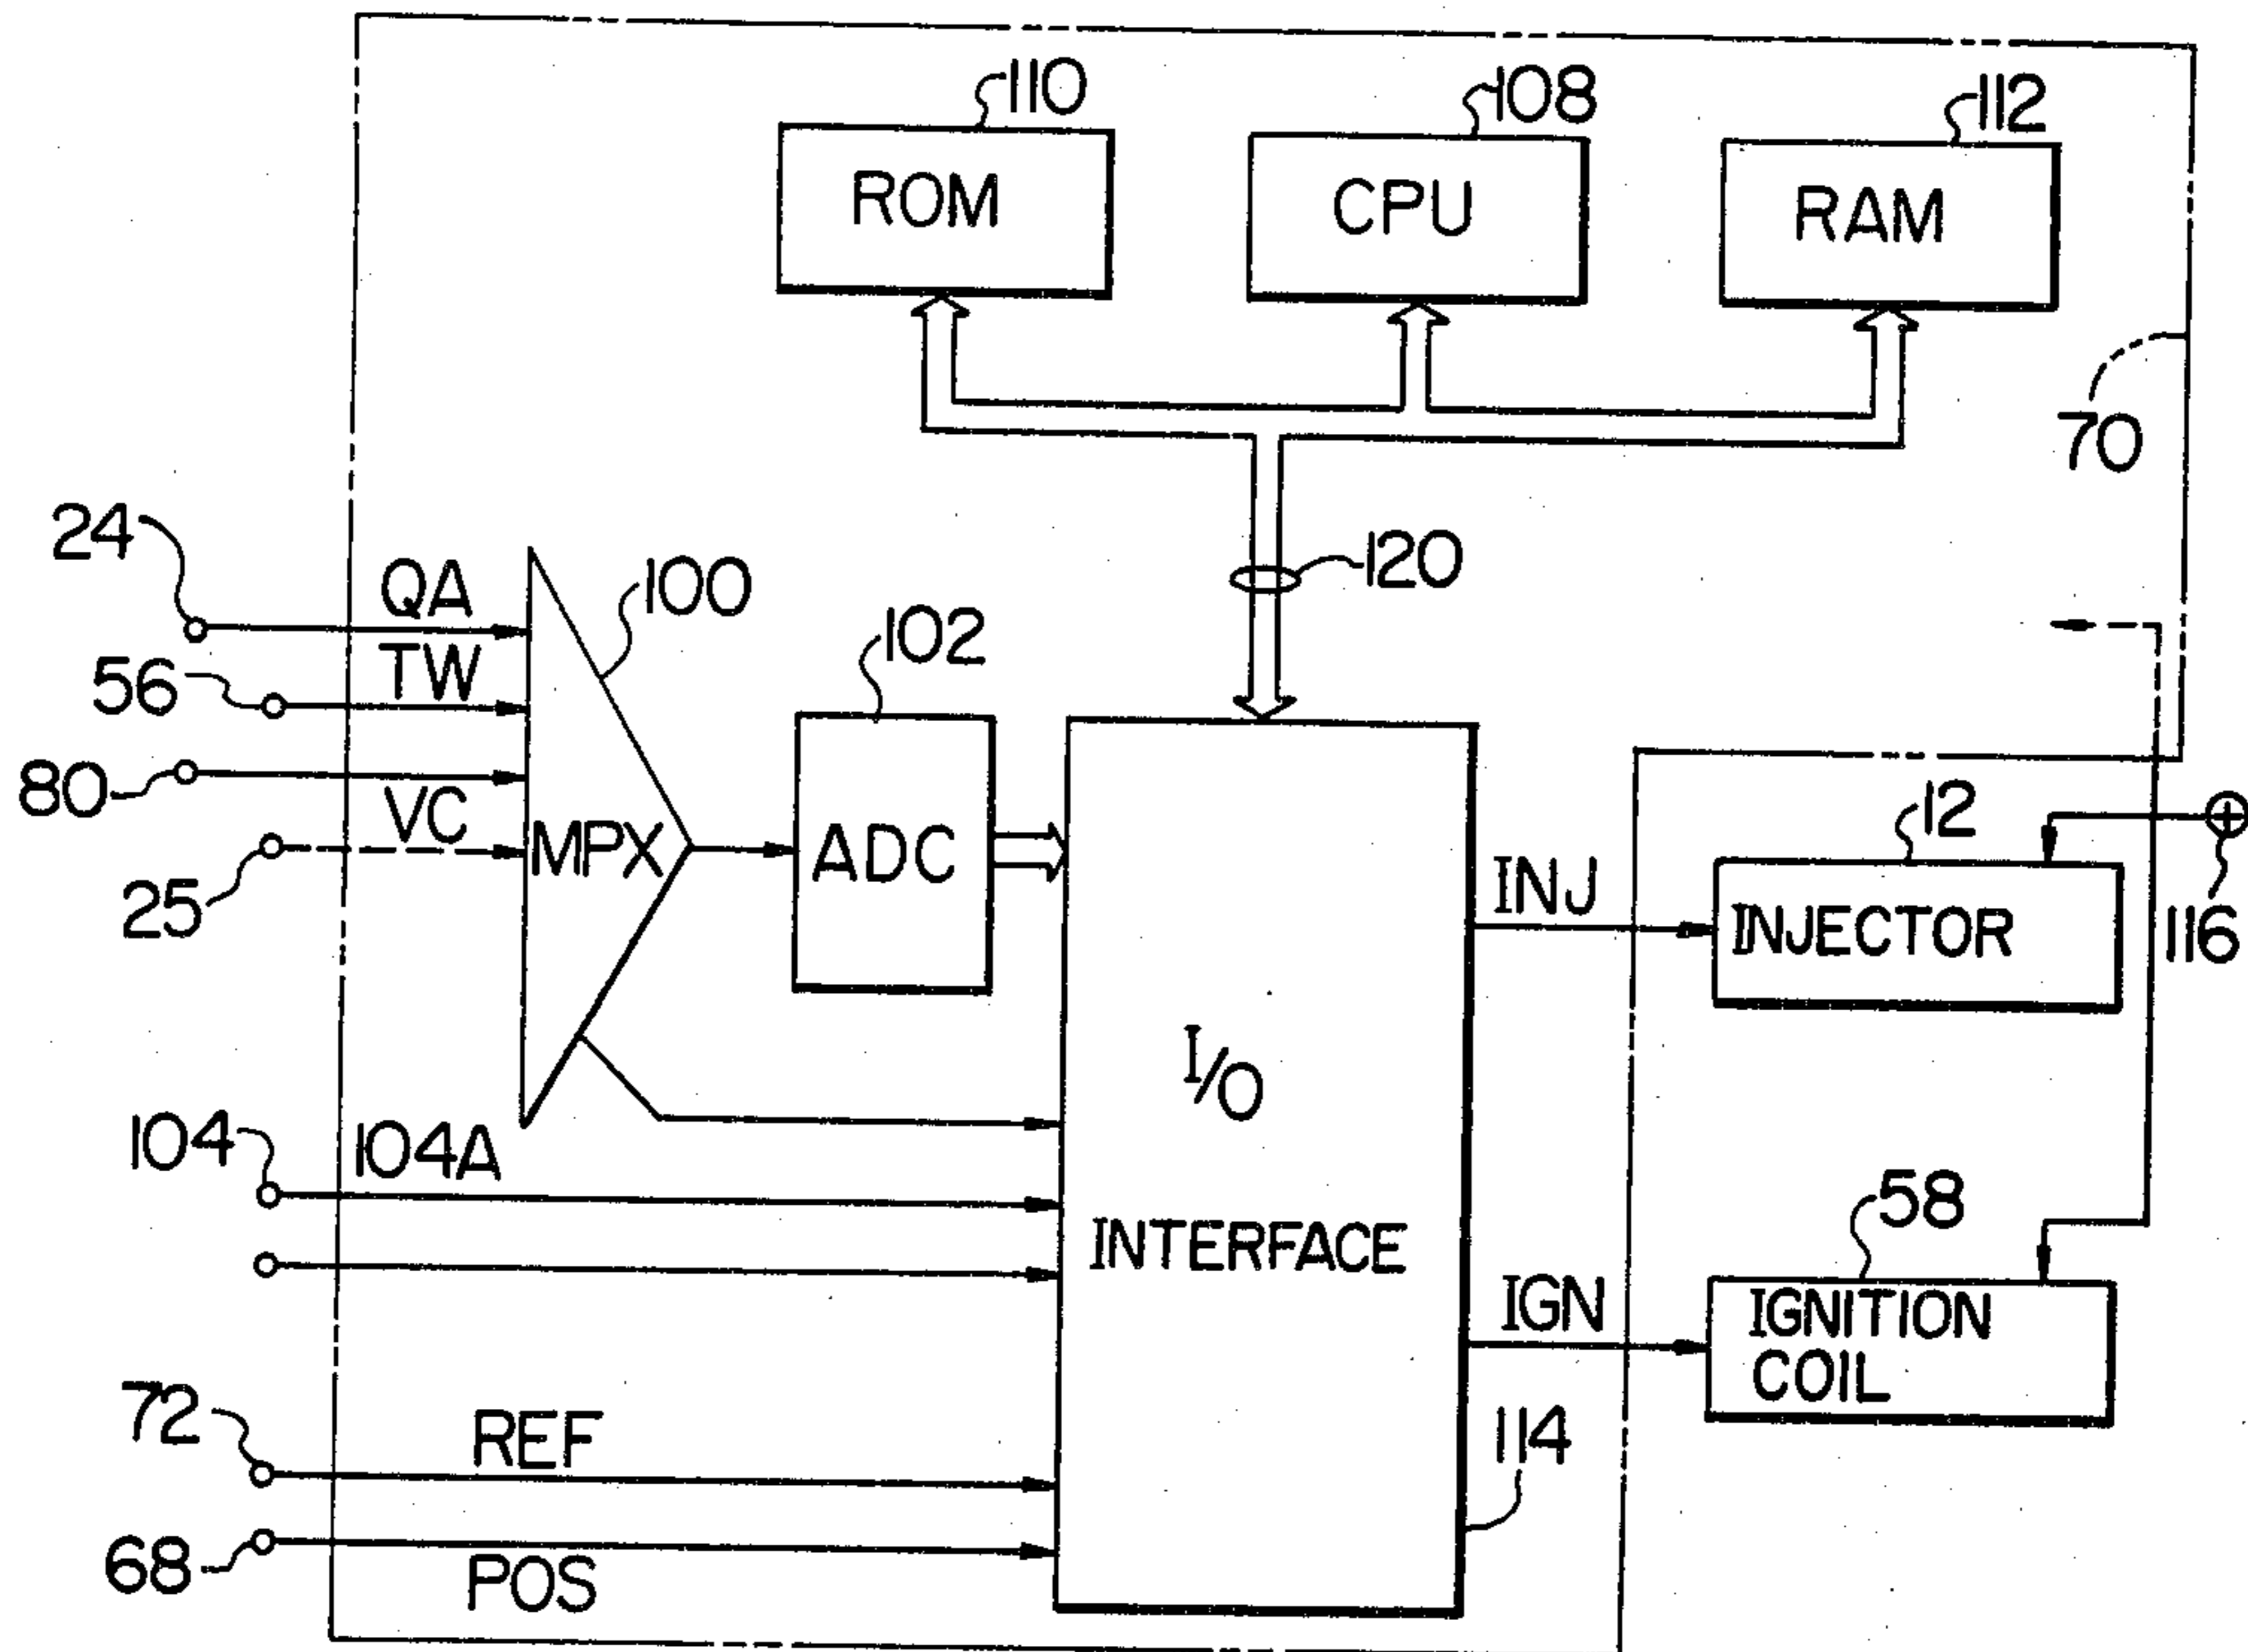 110
108
112
ROM
CPU
RAM
70
24
QA
100
120
56
TW
102
80
VC
12
MPX
ADC
INJ
25
INJECTOR
116
I/O
104
104A
58
INTERFACE
IGN
IGNITION
COIL
72
REF
114
68
POS